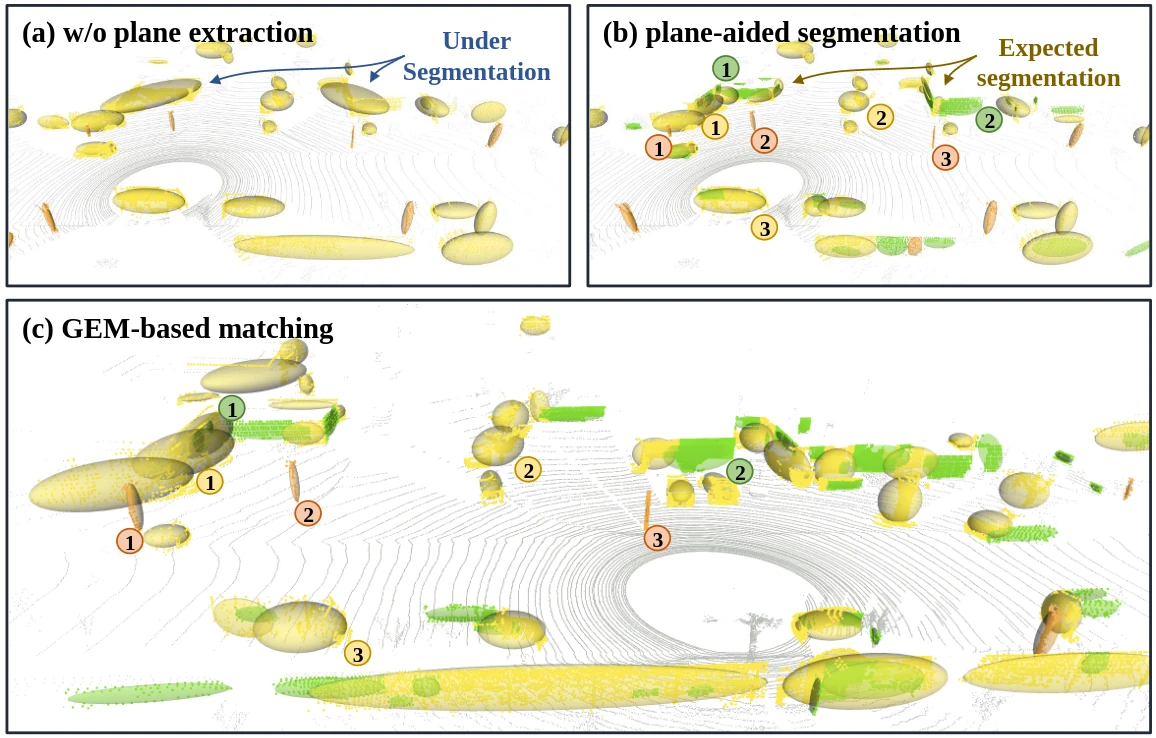 (a) w/o plane extraction
Under
Segmentation
(b) plane-aided segmentation
Expected
segmentation
1
1
2
2
1
2
3
3
(c) GEM-based matching
1
1
2
2
2
1
3
3